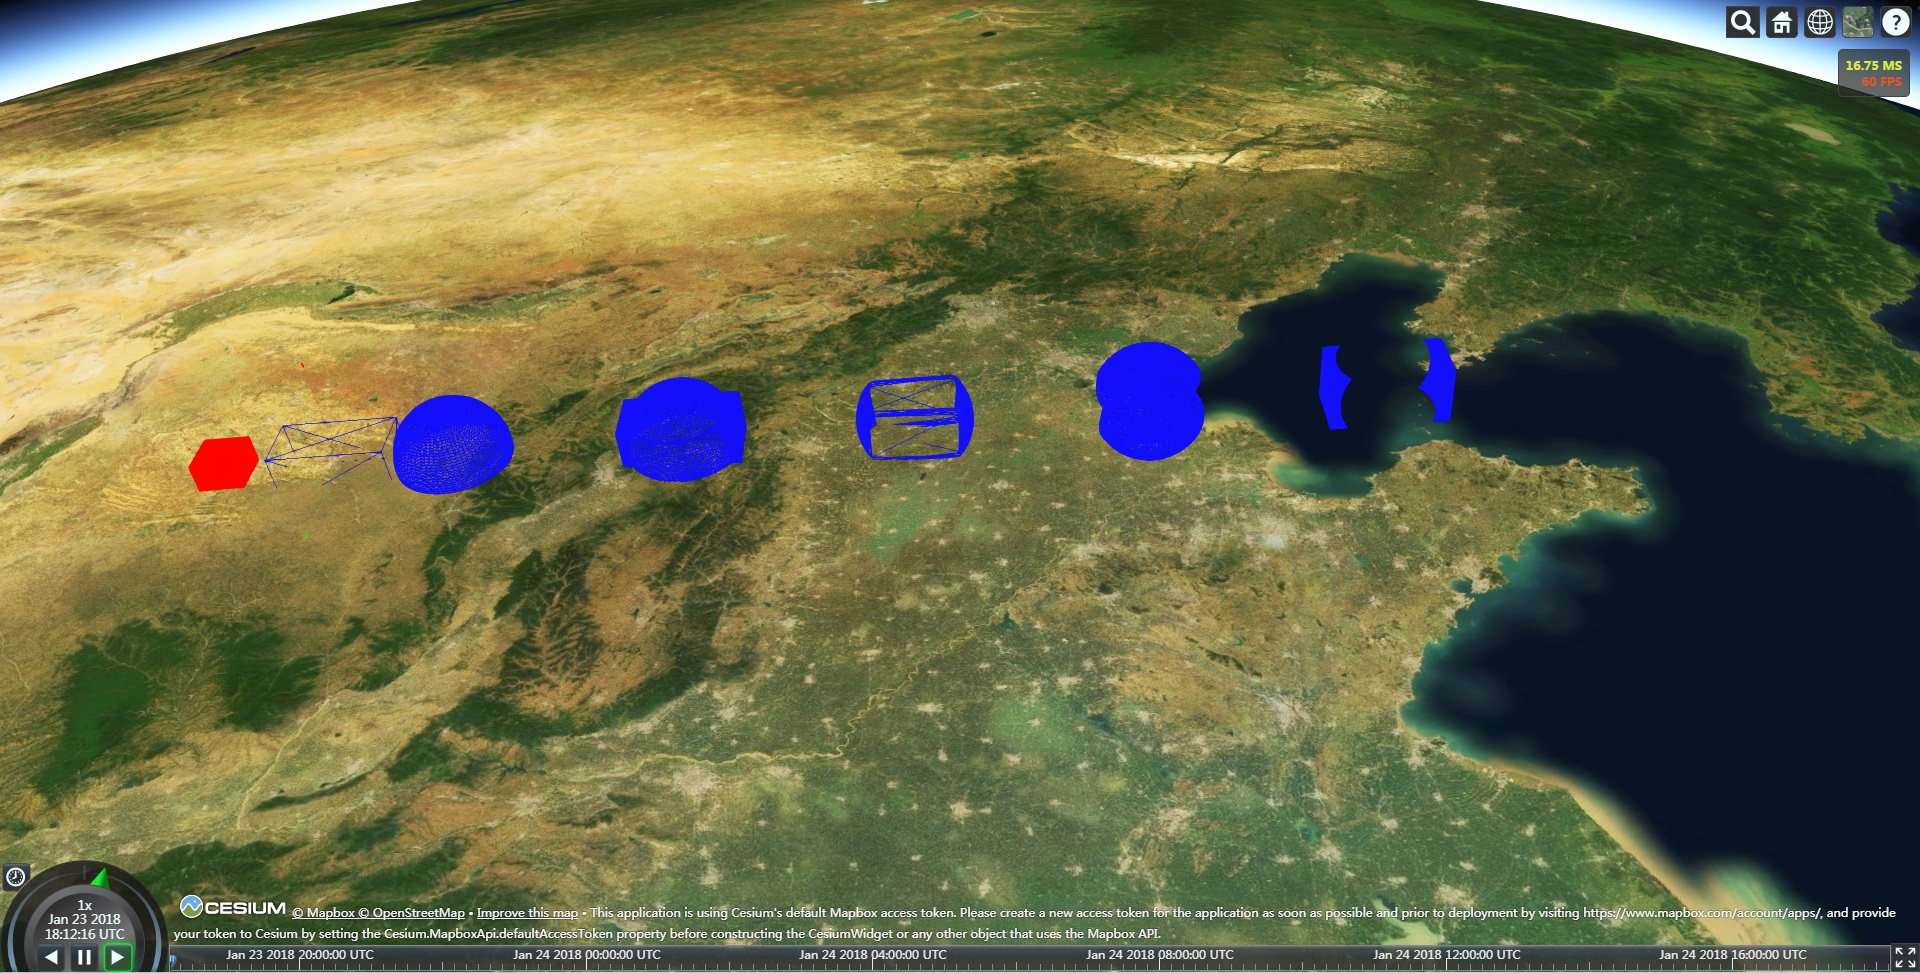 ?
16.75 MS
60 FPS
1x
Jan 23 2018
18:12:16 UTC
CESIUM © Mapbox © OpenStreetMap • Improve this map • This application is using Cesium's default Mapbox access token. Please create a new access token for the application as soon as possible and prior to deployment by visiting https://www.mapbox.com/account/apps/, and provide
your token to Cesium by setting the Cesium.MapboxApi.defaultAccessToken property before constructing the CesiumWidget or any other object that uses the Mapbox API.
Jan 23 2018 20:00:00 UTC Jan 24 2018 00:00:00 UTC Jan 24 2018 04:00:00 UTC Jan 24 2018 08:00:00 UTC Jan 24 2018 12:00:00 UTC Jan 24 2018 16:00:00 UTC